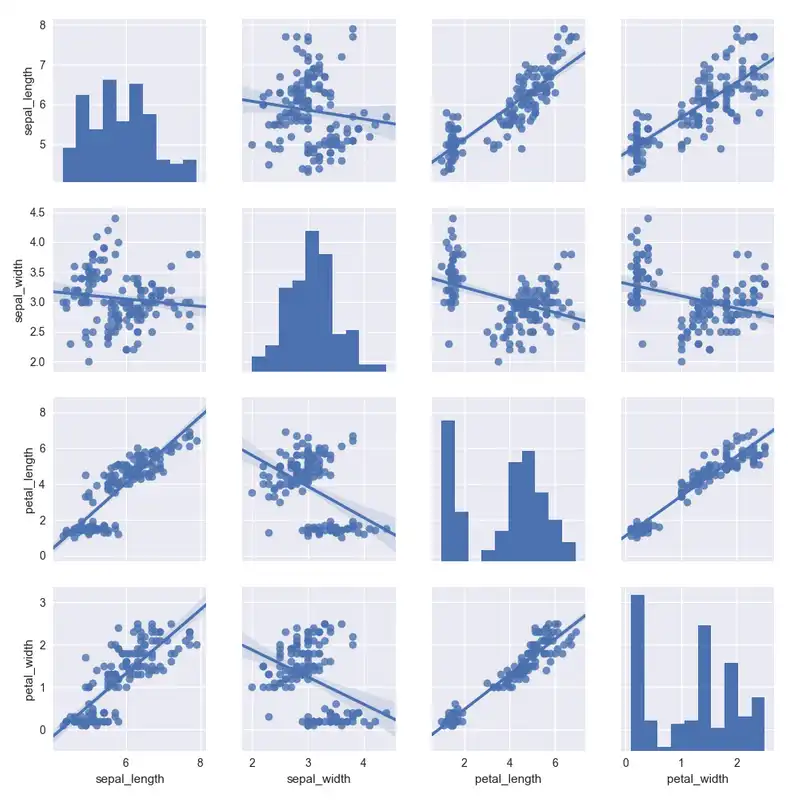 8
7
6
5
sepal_length
4.5
4.0
3.5
3.0
2.5
2.0
sepal_width
8
6
4
2
0
petal_length
3
2
1
0
petal_width
6 8
sepal_length
2 3 4
sepal_width
2 4 6
petal_length
0 1 2
petal_width